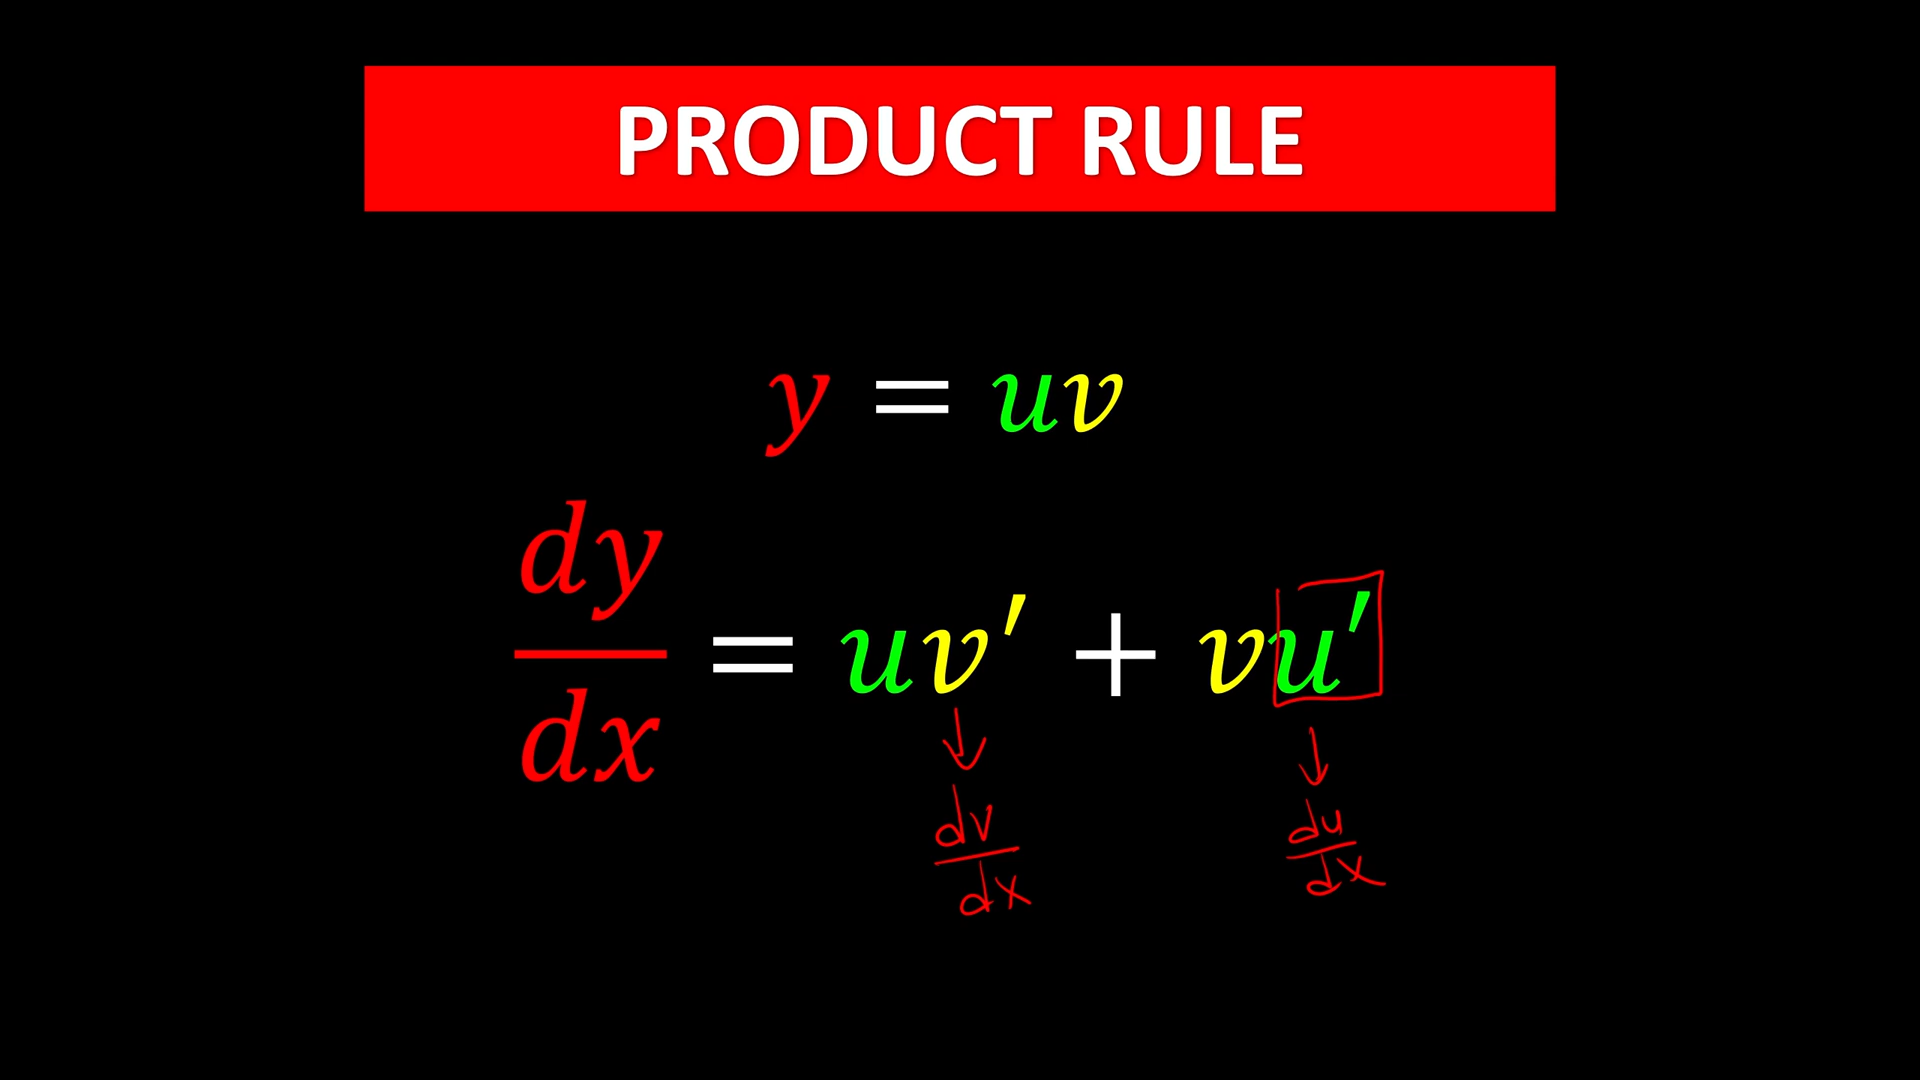 PRODUCT RULE
y = uv
dy/dx = uv′ + vu′
↓ ↓
dv/dx du/dx